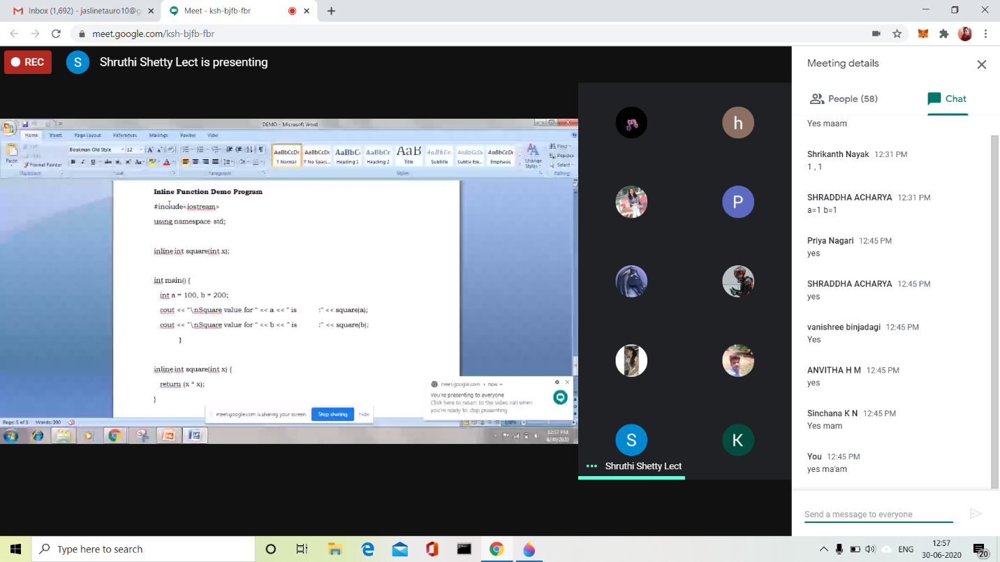 Inbox (1,692) - jaslinetauro10@g
Meet - ksh-bjfb-fbr
meet.google.com/ksh-bjfb-fbr
REC
S
Shruthi Shetty Lect is presenting
DEMO - Microsoft Word
Home Insert Page Layout References Mailings Review View
Paste
Format Painter
Bookman Old Style 12
AaBbCcDc AaBbCcDc AaBbC AaBbCc AaB AaBbCc AaBbCcDc AaBbCcDc
¶ Normal ¶ No Spaci... Heading 1 Heading 2 Title Subtitle Subtle Em... Emphasis
Change Styles
Find
Replace
Select
Paragraph
Styles
Editing
Inline Function Demo Program
#include<iostream>
using namespace std;
inline int square(int x);
int main() {
int a = 100, b = 200;
cout << "\nSquare value for " << a << " is :" << square(a);
cout << "\nSquare value for " << b << " is :" << square(b);
}
inline int square(int x) {
return (x * x);
}
meet.google.com • now
You're presenting to everyone
Click here to return to the video call when
you're ready to stop presenting
meet.google.com is sharing your screen.
Stop sharing
hide
Page: 5 of 5 Words: 390
100%
12:57 PM
6/30/2020
h
P
S
K
Shruthi Shetty Lect
Meeting details
People (58)
Chat
Yes maam
Shrikanth Nayak 12:31 PM
1 , 1
SHRADDHA ACHARYA 12:31 PM
a=1 b=1
Priya Nagari 12:45 PM
yes
SHRADDHA ACHARYA 12:45 PM
yes
vanishree binjadagi 12:45 PM
Yes
ANVITHA H M 12:45 PM
yes
Sinchana K N 12:45 PM
Yes mam
You 12:45 PM
yes ma'am
Send a message to everyone
Type here to search
ENG
12:57
30-06-2020
20